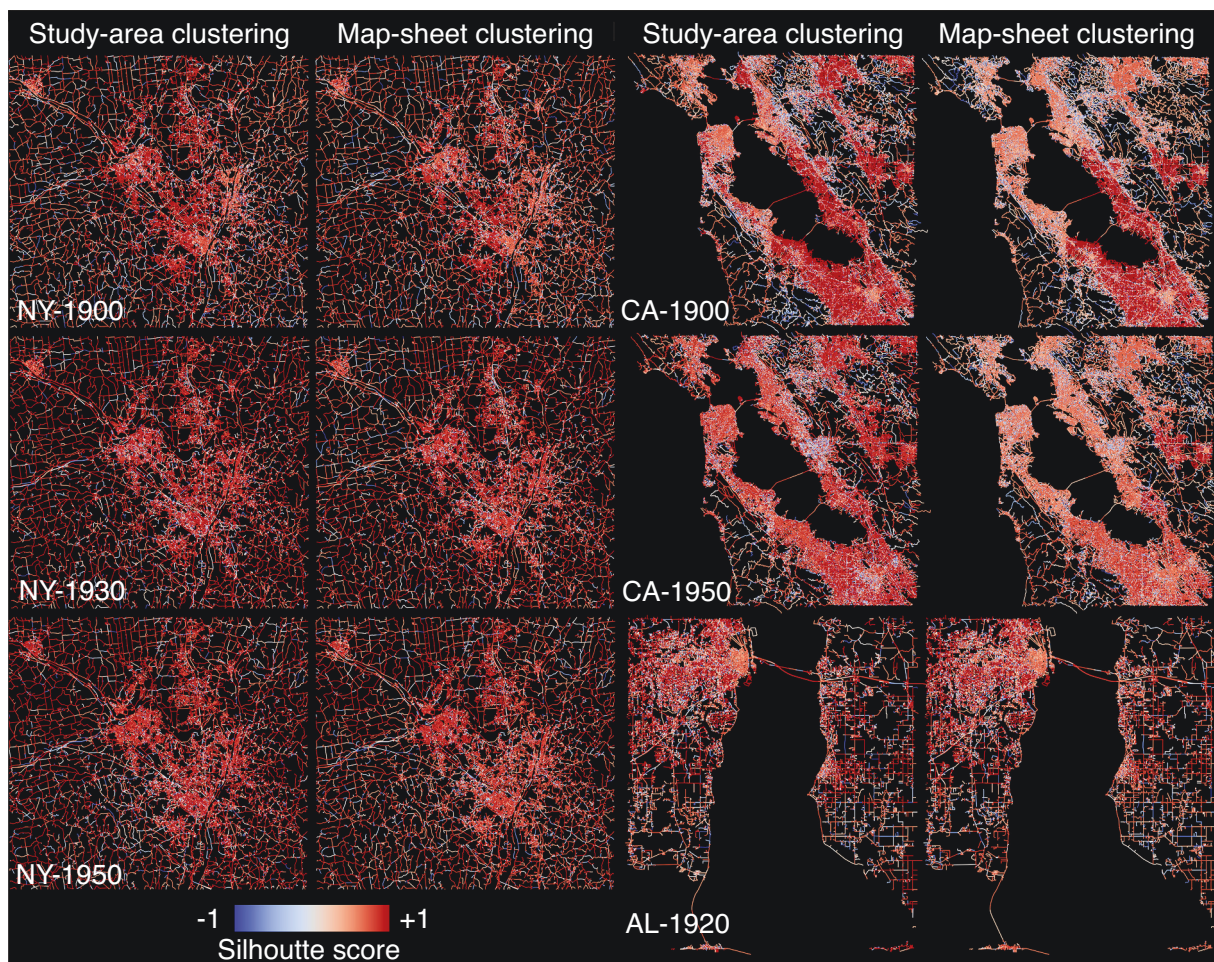 Study-area clustering
Map-sheet clustering
Study-area clustering
Map-sheet clustering
NY-1900
CA-1900
NY-1930
CA-1950
NY-1950
AL-1920
-1 +1
Silhoutte score